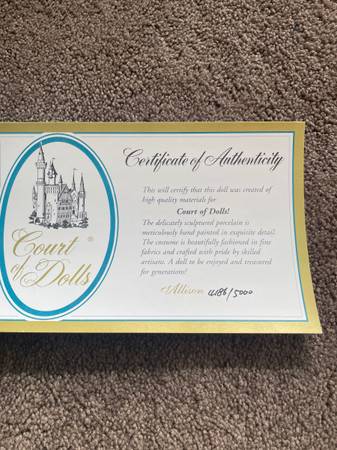 Court ®
of
Dolls
Certificate of Authenticity
This will certify that this doll was created of
high quality materials for
Court of Dolls!
The delicately sculptured porcelain is
meticulously hand painted in exquisite detail.
The costume is beautifully fashioned in fine
fabrics and crafted with pride by skilled
artisans. A doll to be enjoyed and treasured
for generations!
Allison /5000